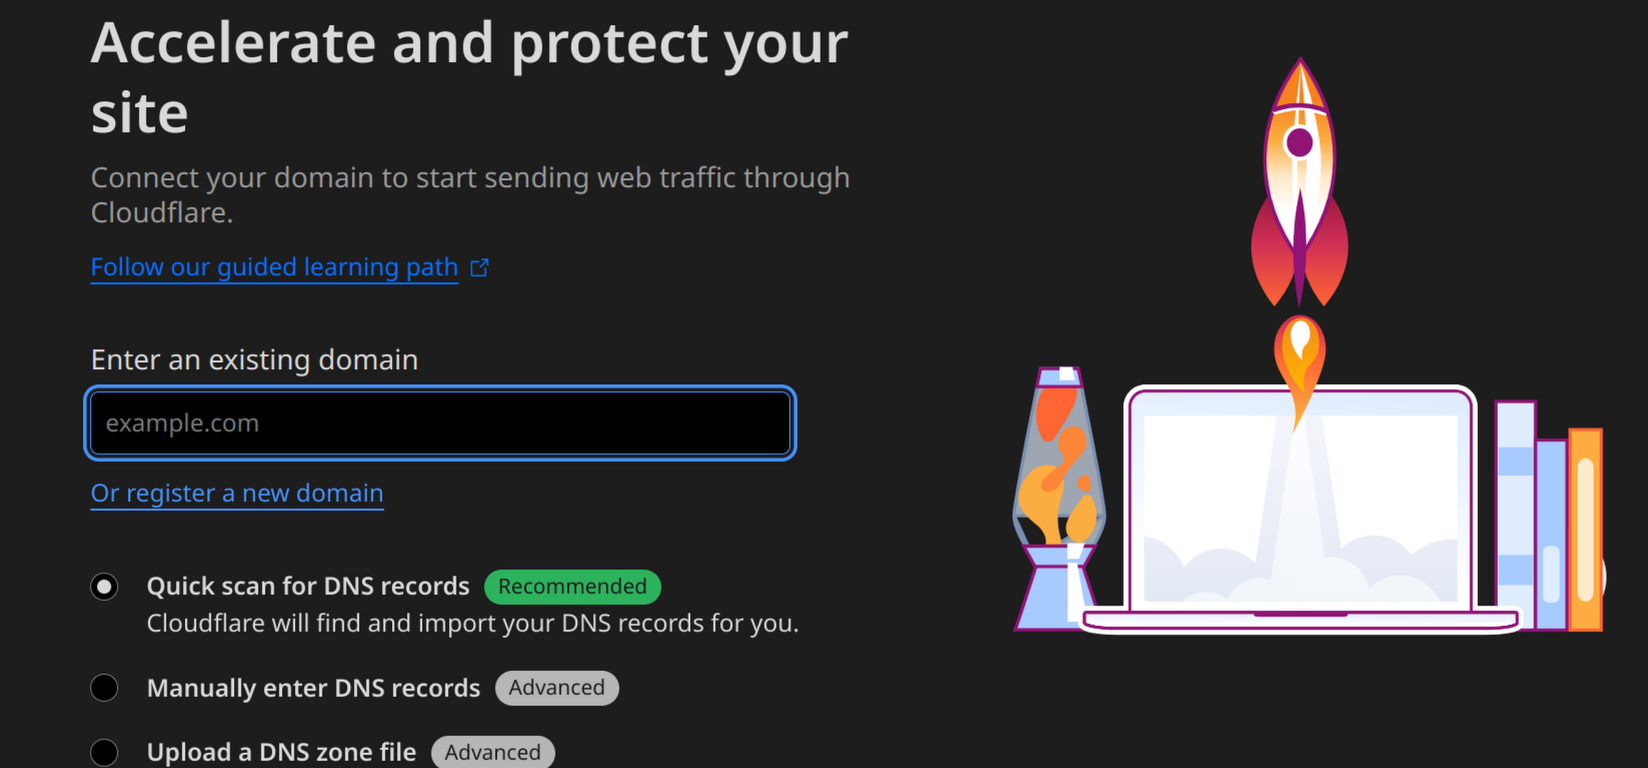 Accelerate and protect your
site
Connect your domain to start sending web traffic through
Cloudflare.
Follow our guided learning path
Enter an existing domain
example.com
Or register a new domain
Quick scan for DNS records Recommended
Cloudflare will find and import your DNS records for you.
Manually enter DNS records Advanced
Upload a DNS zone file Advanced